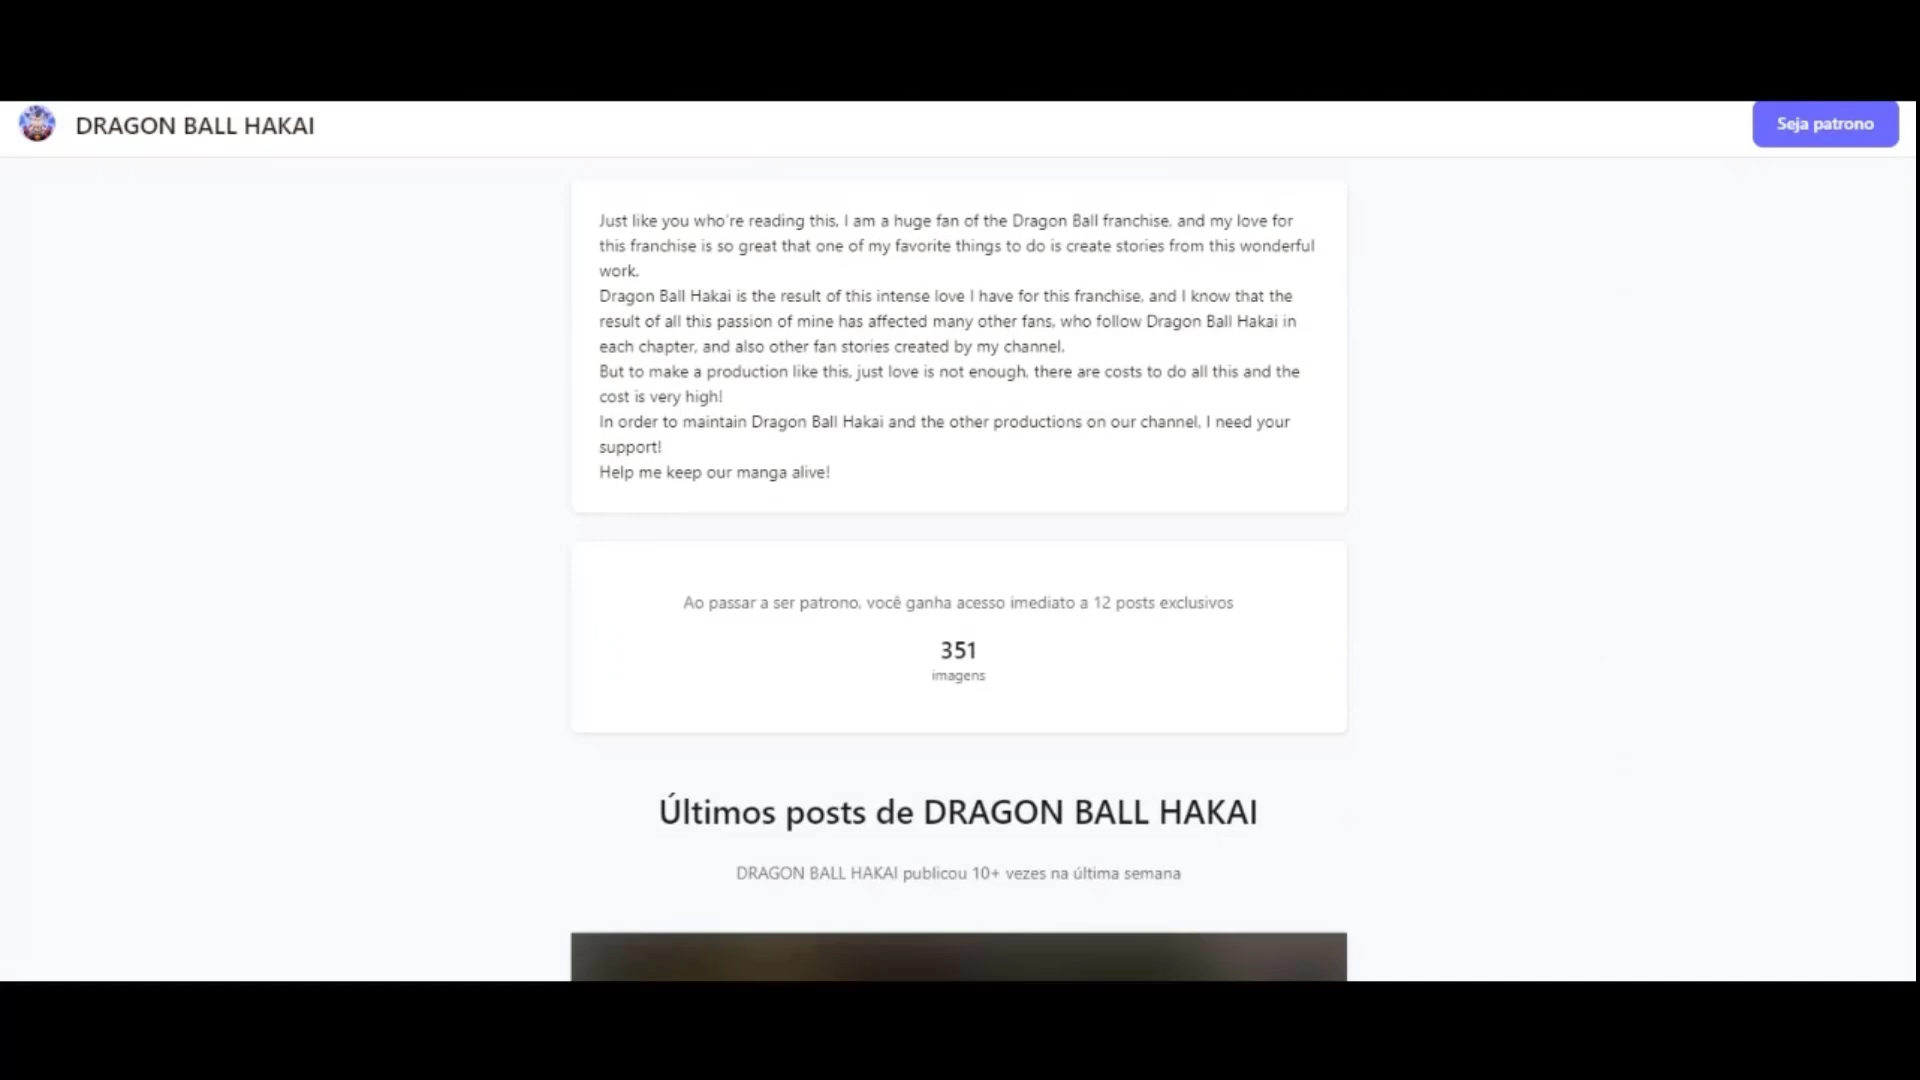 DRAGON BALL HAKAI
Seja patrono
Just like you who're reading this, I am a huge fan of the Dragon Ball franchise, and my love for
this franchise is so great that one of my favorite things to do is create stories from this wonderful
work.
Dragon Ball Hakai is the result of this intense love I have for this franchise, and I know that the
result of all this passion of mine has affected many other fans, who follow Dragon Ball Hakai in
each chapter, and also other fan stories created by my channel.
But to make a production like this, just love is not enough, there are costs to do all this and the
cost is very high!
In order to maintain Dragon Ball Hakai and the other productions on our channel, I need your
support!
Help me keep our manga alive!
Ao passar a ser patrono, você ganha acesso imediato a 12 posts exclusivos
351
imagens
Últimos posts de DRAGON BALL HAKAI
DRAGON BALL HAKAI publicou 10+ vezes na última semana